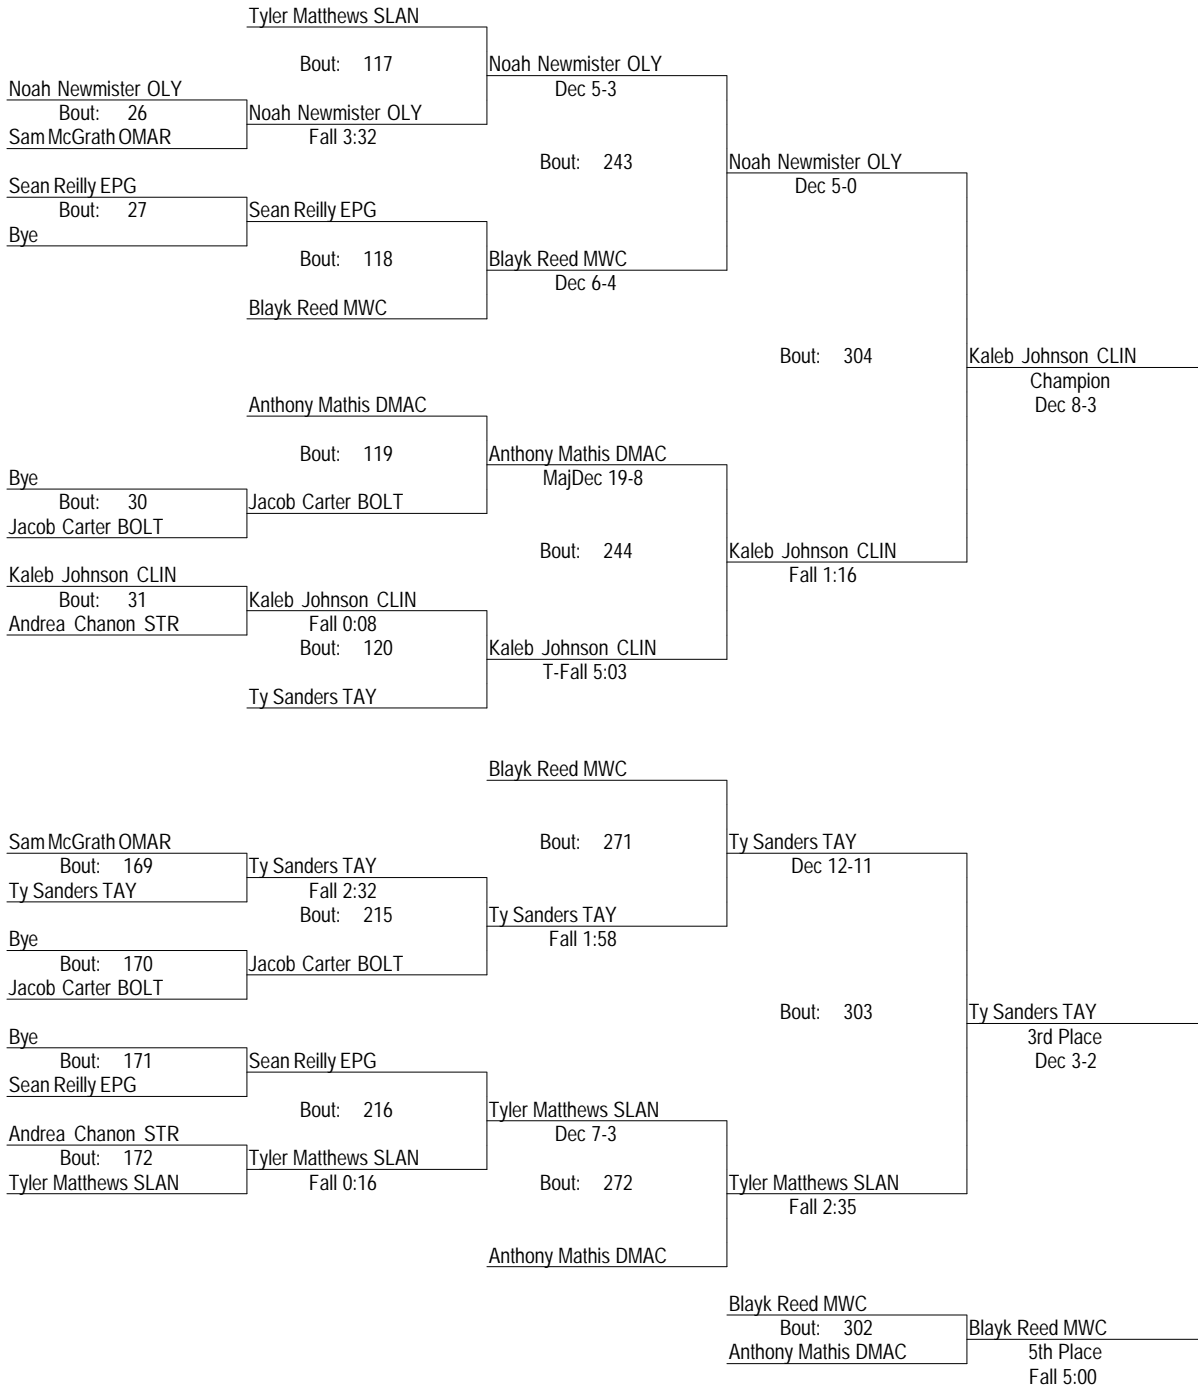 Tyler Matthews SLAN
Bout: 117
Noah Newmister OLY
Dec 5-3
Noah Newmister OLY
Bout: 26
Sam McGrath OMAR
Noah Newmister OLY
Fall 3:32
Bout: 243
Noah Newmister OLY
Dec 5-0
Sean Reilly EPG
Bout: 27
Bye
Sean Reilly EPG
Bout: 118
Blayk Reed MWC
Dec 6-4
Blayk Reed MWC
Bout: 304
Kaleb Johnson CLIN
Champion
Dec 8-3
Anthony Mathis DMAC
Bout: 119
Anthony Mathis DMAC
MajDec 19-8
Bye
Bout: 30
Jacob Carter BOLT
Jacob Carter BOLT
Bout: 244
Kaleb Johnson CLIN
Fall 1:16
Kaleb Johnson CLIN
Bout: 31
Andrea Chanon STR
Kaleb Johnson CLIN
Fall 0:08
Bout: 120
Kaleb Johnson CLIN
T-Fall 5:03
Ty Sanders TAY
Blayk Reed MWC
Bout: 271
Ty Sanders TAY
Dec 12-11
Sam McGrath OMAR
Bout: 169
Ty Sanders TAY
Ty Sanders TAY
Fall 2:32
Bout: 215
Ty Sanders TAY
Fall 1:58
Bye
Bout: 170
Jacob Carter BOLT
Jacob Carter BOLT
Bout: 303
Ty Sanders TAY
3rd Place
Dec 3-2
Bye
Bout: 171
Sean Reilly EPG
Sean Reilly EPG
Bout: 216
Tyler Matthews SLAN
Dec 7-3
Andrea Chanon STR
Bout: 172
Tyler Matthews SLAN
Tyler Matthews SLAN
Fall 0:16
Bout: 272
Tyler Matthews SLAN
Fall 2:35
Anthony Mathis DMAC
Blayk Reed MWC
Bout: 302
Anthony Mathis DMAC
Blayk Reed MWC
5th Place
Fall 5:00